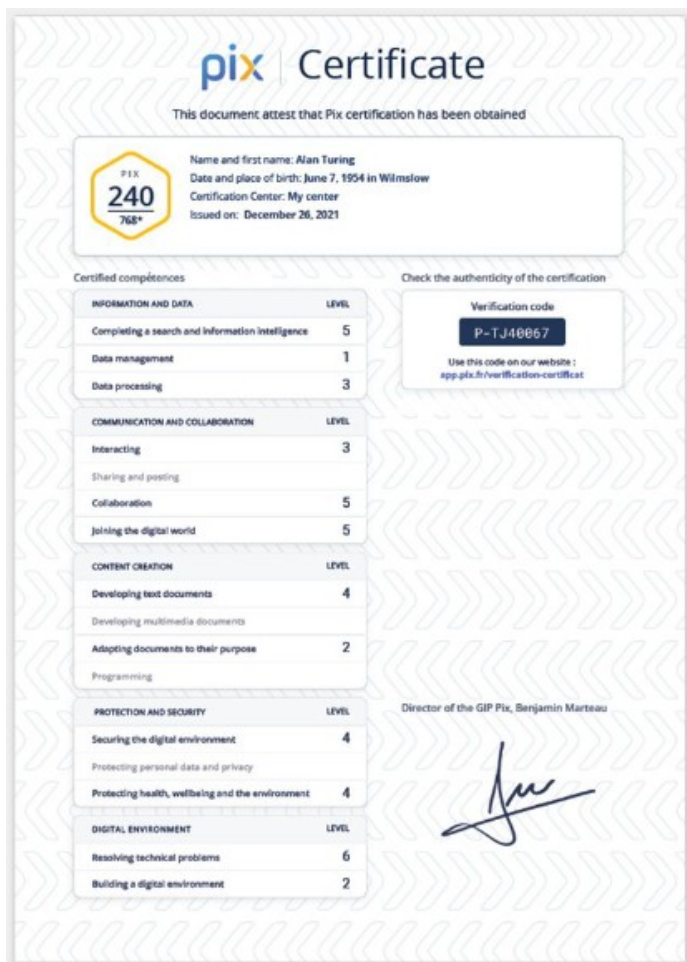 pix Certificate
This document attest that Pix certification has been obtained
PIX
240
768*
Name and first name: Alan Turing
Date and place of birth: June 7, 1954 in Wilmslow
Certification Center: My center
Issued on: December 26, 2021
Certified compétences
INFORMATION AND DATA LEVEL
Completing a search and information intelligence 5
Data management 1
Data processing 3
COMMUNICATION AND COLLABORATION LEVEL
Interacting 3
Sharing and posting
Collaboration 5
Joining the digital world 5
CONTENT CREATION LEVEL
Developing text documents 4
Developing multimedia documents
Adapting documents to their purpose 2
Programming
PROTECTION AND SECURITY LEVEL
Securing the digital environment 4
Protecting personal data and privacy
Protecting health, wellbeing and the environment 4
DIGITAL ENVIRONMENT LEVEL
Resolving technical problems 6
Building a digital environment 2
Check the authenticity of the certification
Verification code
P-TJ40067
Use this code on our website :
app.pix.fr/verification-certificat
Director of the GIP Pix, Benjamin Marteau